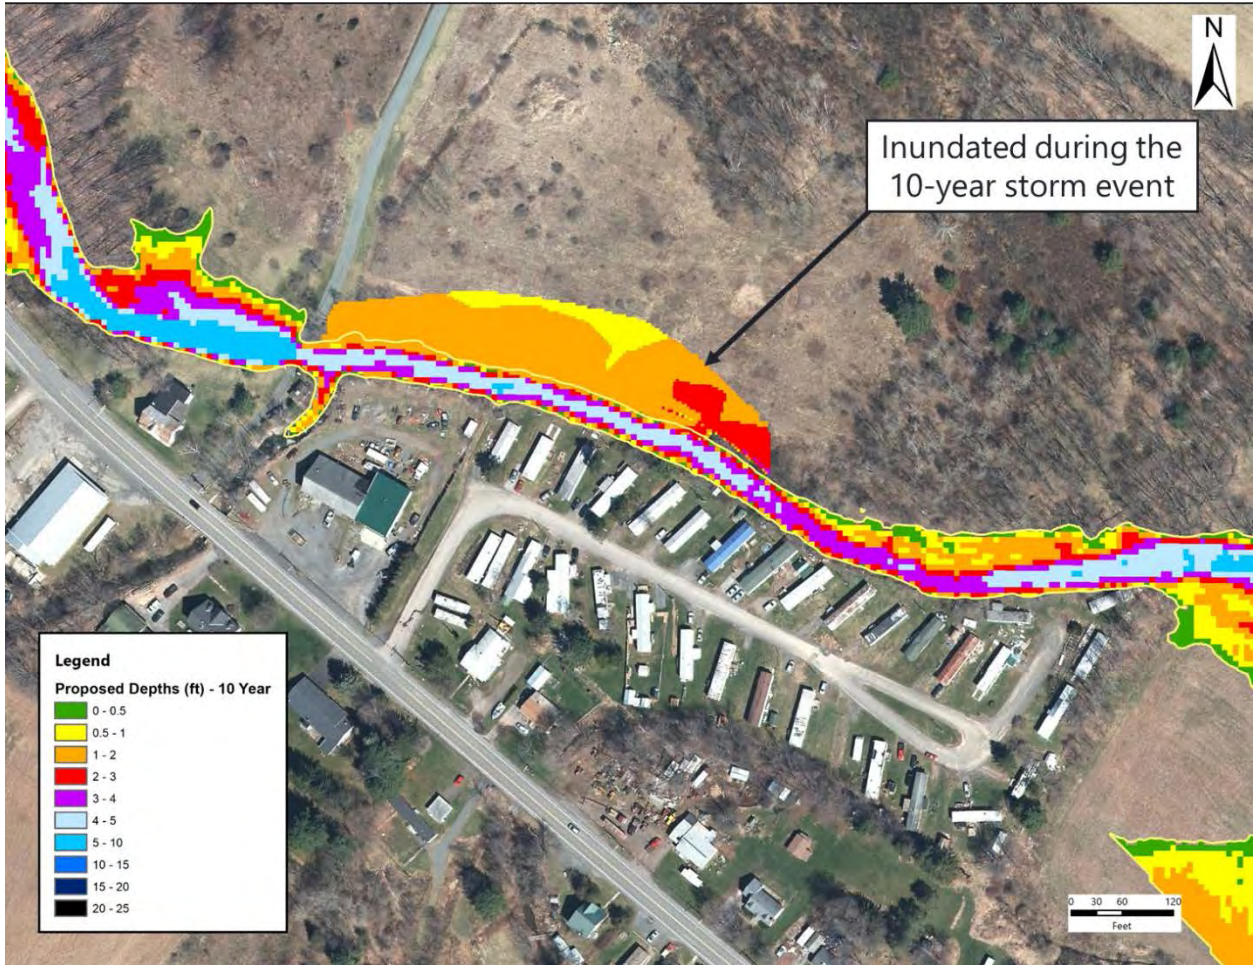 N
Inundated during the
10-year storm event
Legend
Proposed Depths (ft) - 10 Year
0 - 0.5
0.5 - 1
1 - 2
2 - 3
3 - 4
4 - 5
5 - 10
10 - 15
15 - 20
20 - 25
0 30 60 120
Feet